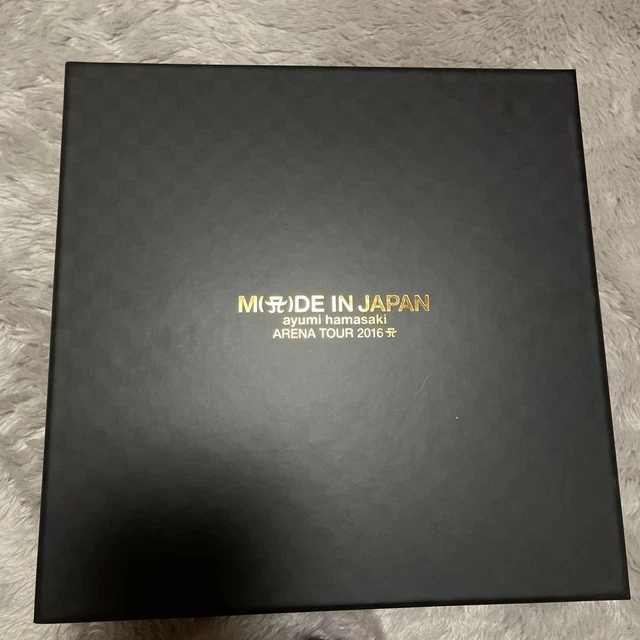 M(A)DE IN JAPAN
ayumi hamasaki
ARENA TOUR 2016 A